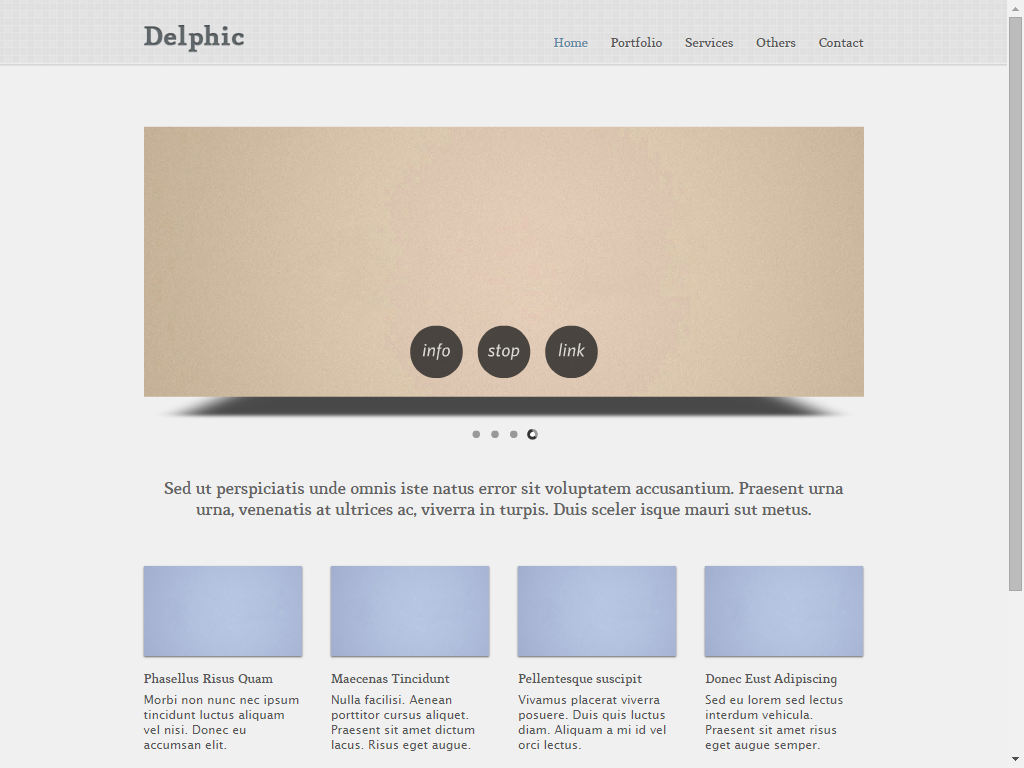 Delphic
Home Portfolio Services Others Contact
info stop link
Sed ut perspiciatis unde omnis iste natus error sit voluptatem accusantium. Praesent urna
urna, venenatis at ultrices ac, viverra in turpis. Duis sceler isque mauri sut metus.
Phasellus Risus Quam
Morbi non nunc nec ipsum
tincidunt luctus aliquam
vel nisi. Donec eu
accumsan elit.
Maecenas Tincidunt
Nulla facilisi. Aenean
porttitor cursus aliquet.
Praesent sit amet dictum
lacus. Risus eget augue.
Pellentesque suscipit
Vivamus placerat viverra
posuere. Duis quis luctus
diam. Aliquam a mi id vel
orci lectus.
Donec Eust Adipiscing
Sed eu lorem sed lectus
interdum vehicula.
Praesent sit amet risus
eget augue semper.